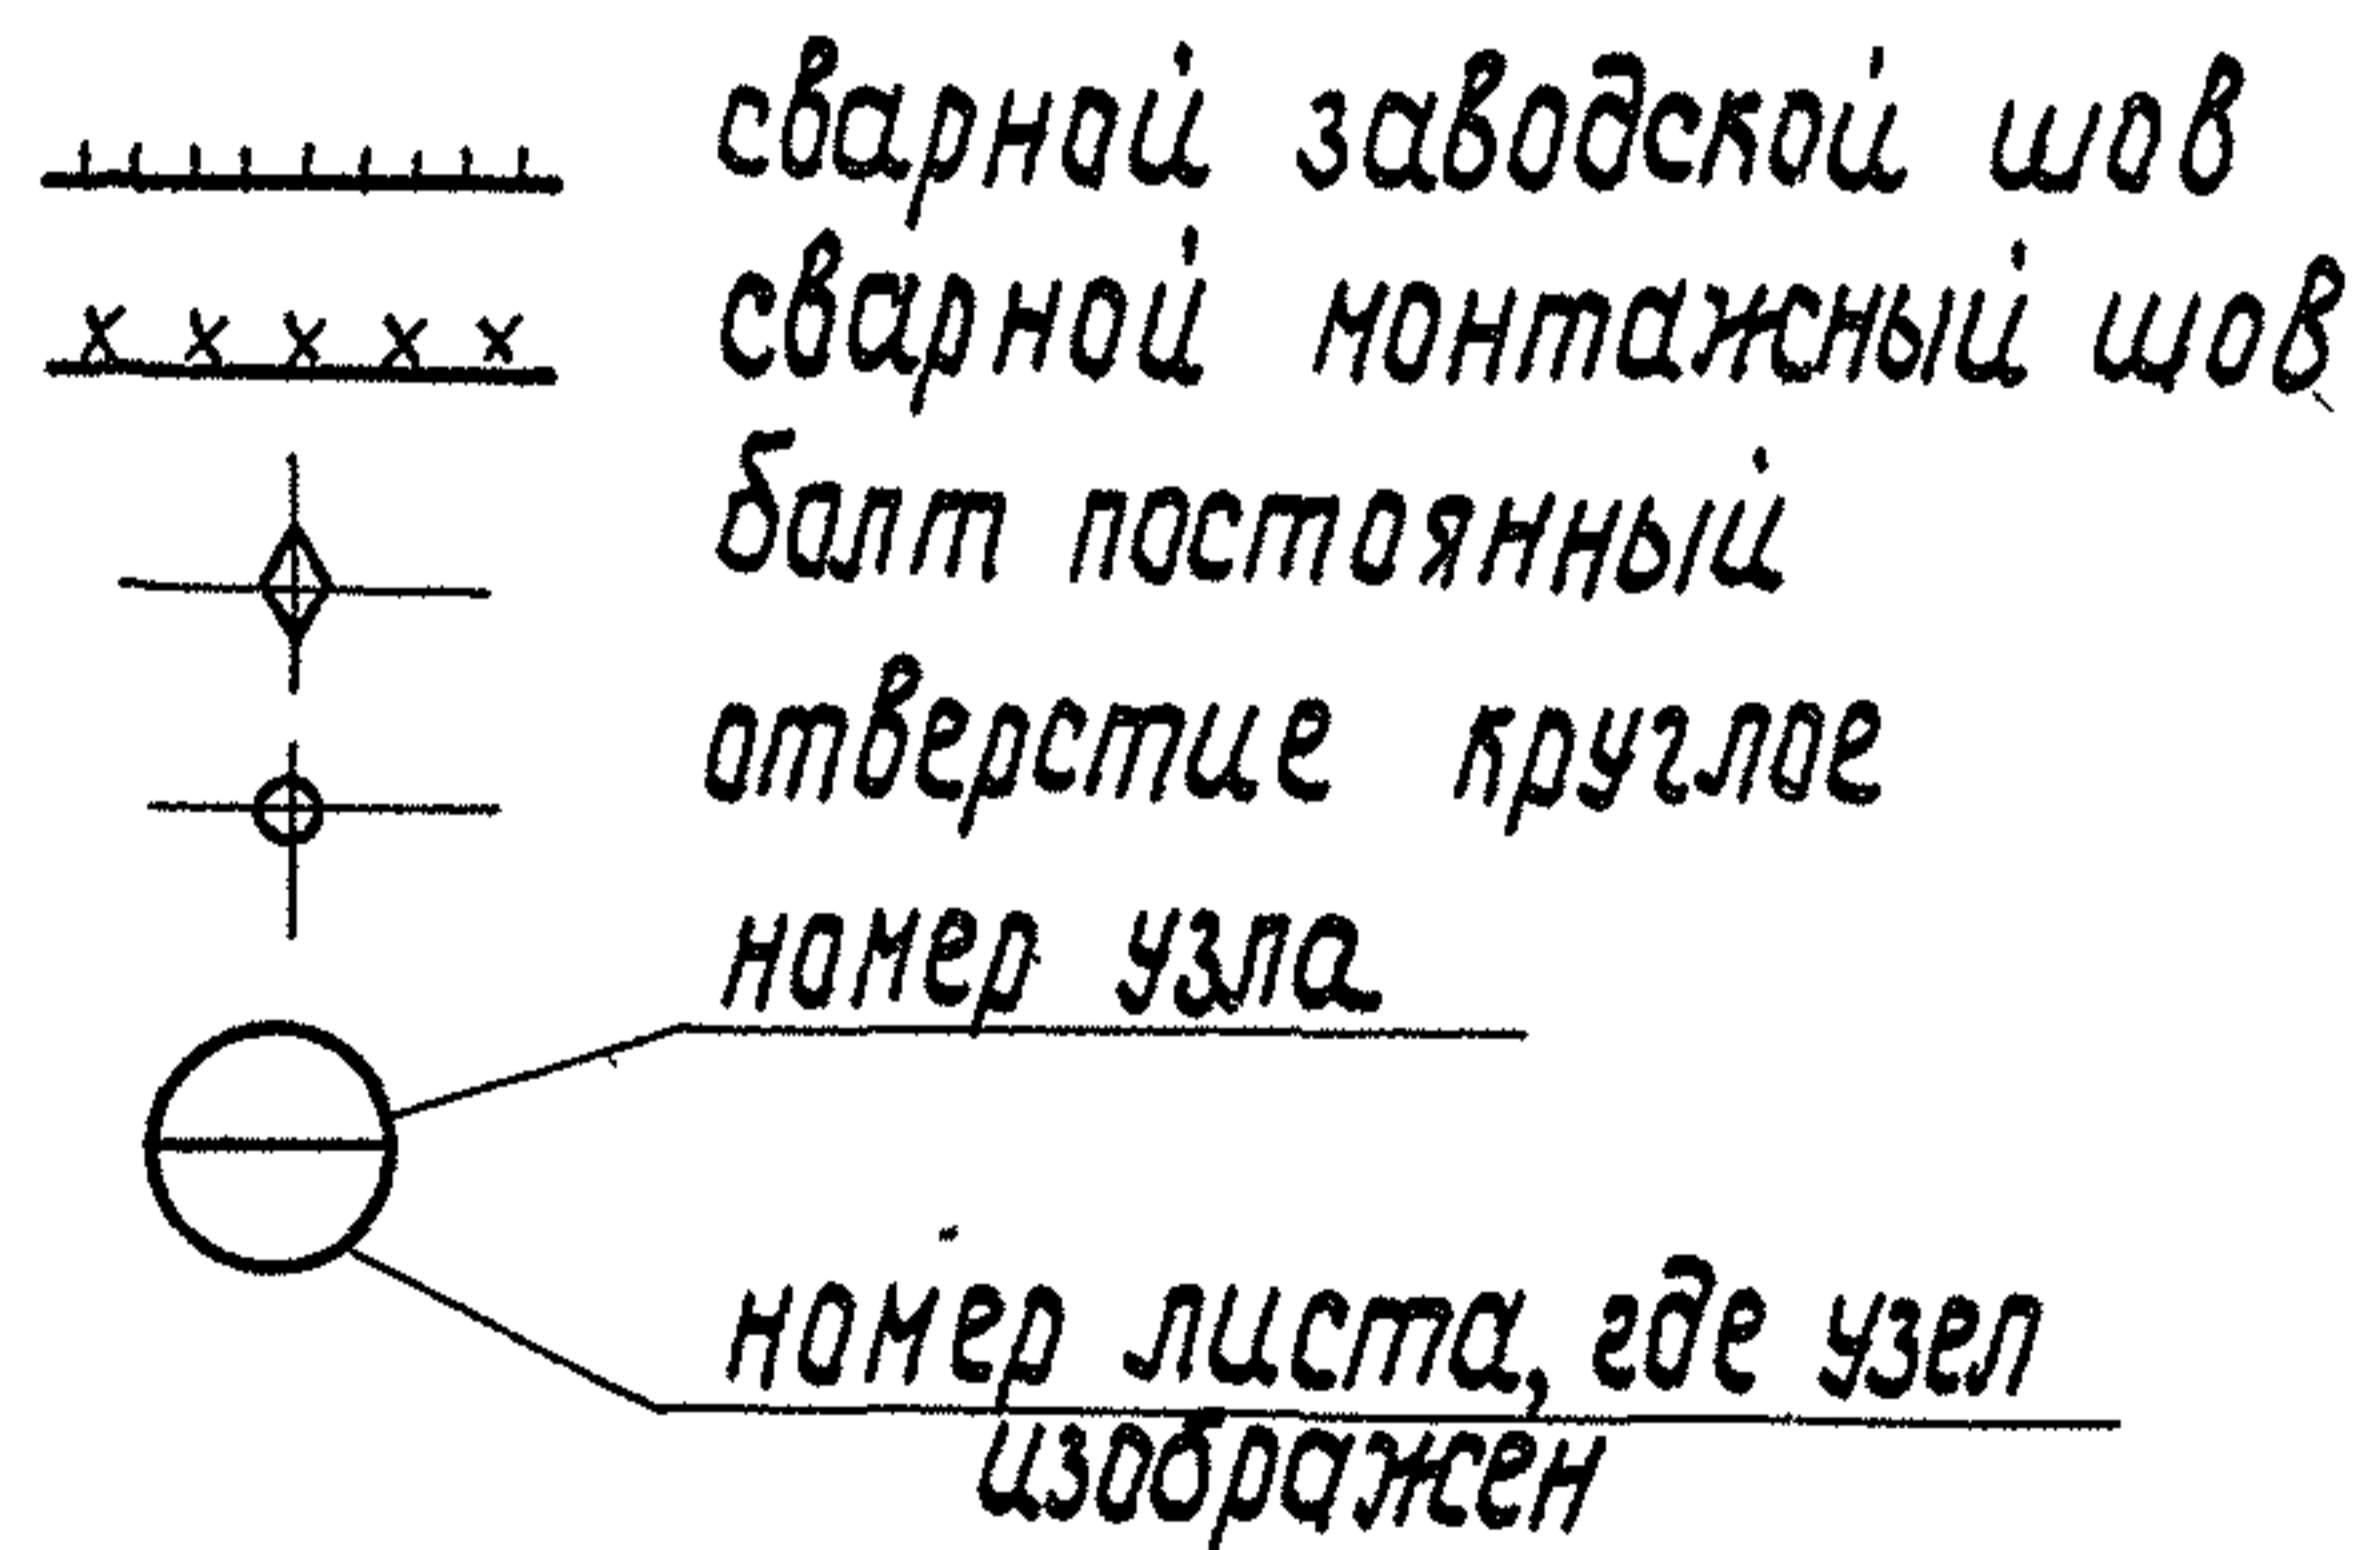 сварной заводской шов
сварной монтажный шов
болт постоянный
отверстие круглое
номер узла
номер листа, где узел
изображен